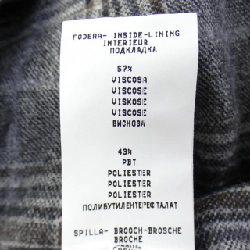 FODERA- INSIDE-LINING
INTERIEUR
ПОДКЛАДКА
57%
VISCOSA
VISCOSE
VISKOSE
VISCOSE
ВИСКОЗА
43%
PBT
POLIESTER
POLIESTER
POLIESTER
ПОЛИБУТИЛЕНТЕРЕФТАЛАТ
SPILLA- BROOCH-BROSCHE
BROCHE